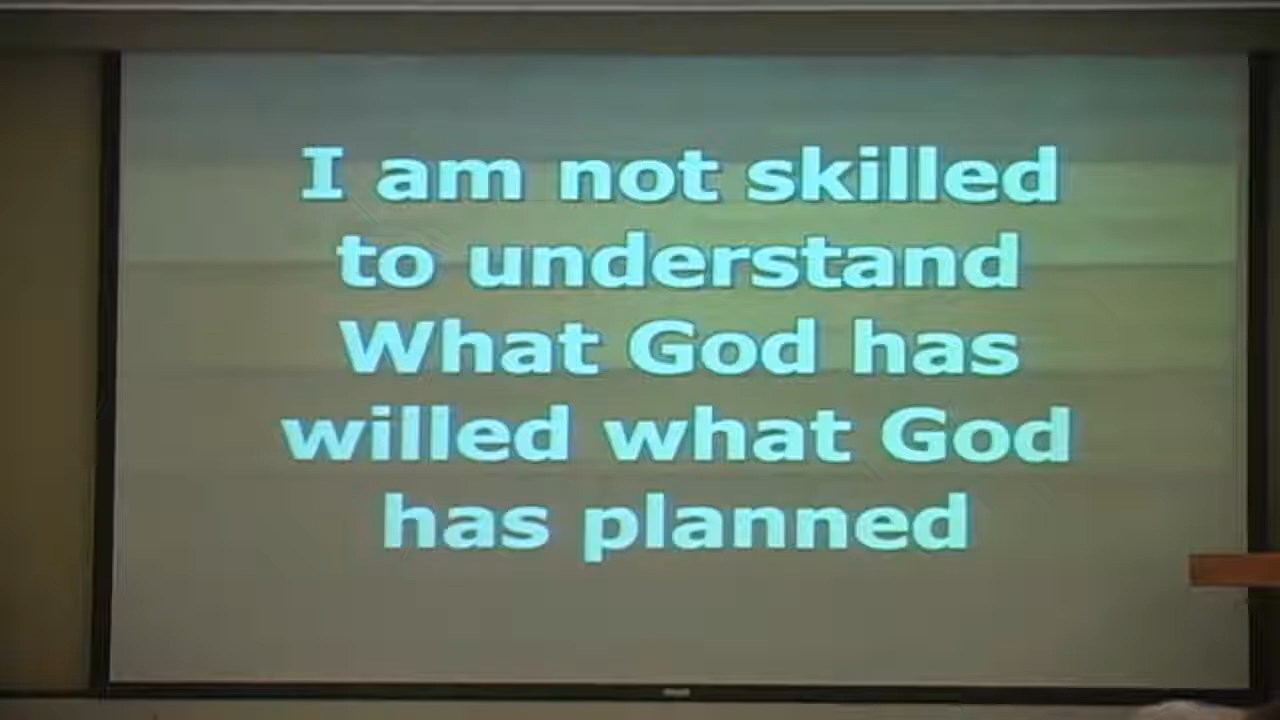 I am not skilled
to understand
What God has
willed what God
has planned